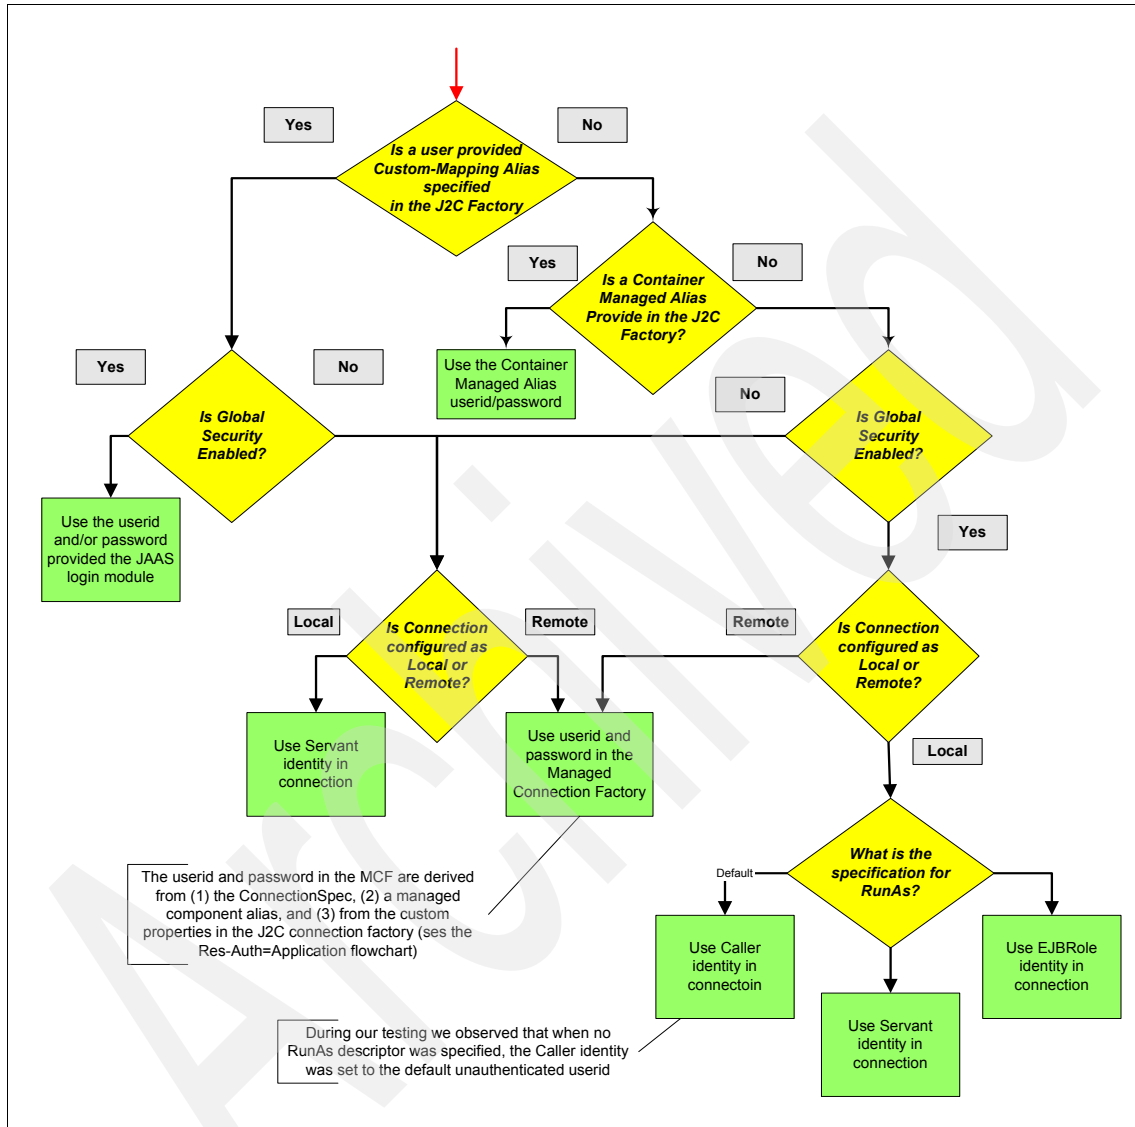 Yes
No
Is a user provided
Custom-Mapping Alias
specified
in the J2C Factory
Yes
No
Is a Container
Managed Alias
Provide in the J2C
Factory?
Yes
No
Use the Container
Managed Alias
userid/password
No
Is Global
Security
Enabled?
Is Global
Security
Enabled?
Use the userid
and/or password
provided the JAAS
login module
Yes
Local
Remote
Remote
Is Connection
configured as
Local or
Remote?
Is Connection
configured as
Local or
Remote?
Use Servant
identity in
connection
Use userid and
password in the
Managed
Connection Factory
Local
The userid and password in the MCF are derived
from (1) the ConnectionSpec, (2) a managed
component alias, and (3) from the custom
properties in the J2C connection factory (ses the
Res-Auth=Application flowchart)
Default
What is the
specification for
RunAs?
Use Caller
identity in
connectoin
Use EJBRole
identity in
connection
Use Servant
identity in
connection
During our testing we observed that when no
RunAs descriptor was specified, the Caller identity
was set to the default unauthenticated userid
Archived